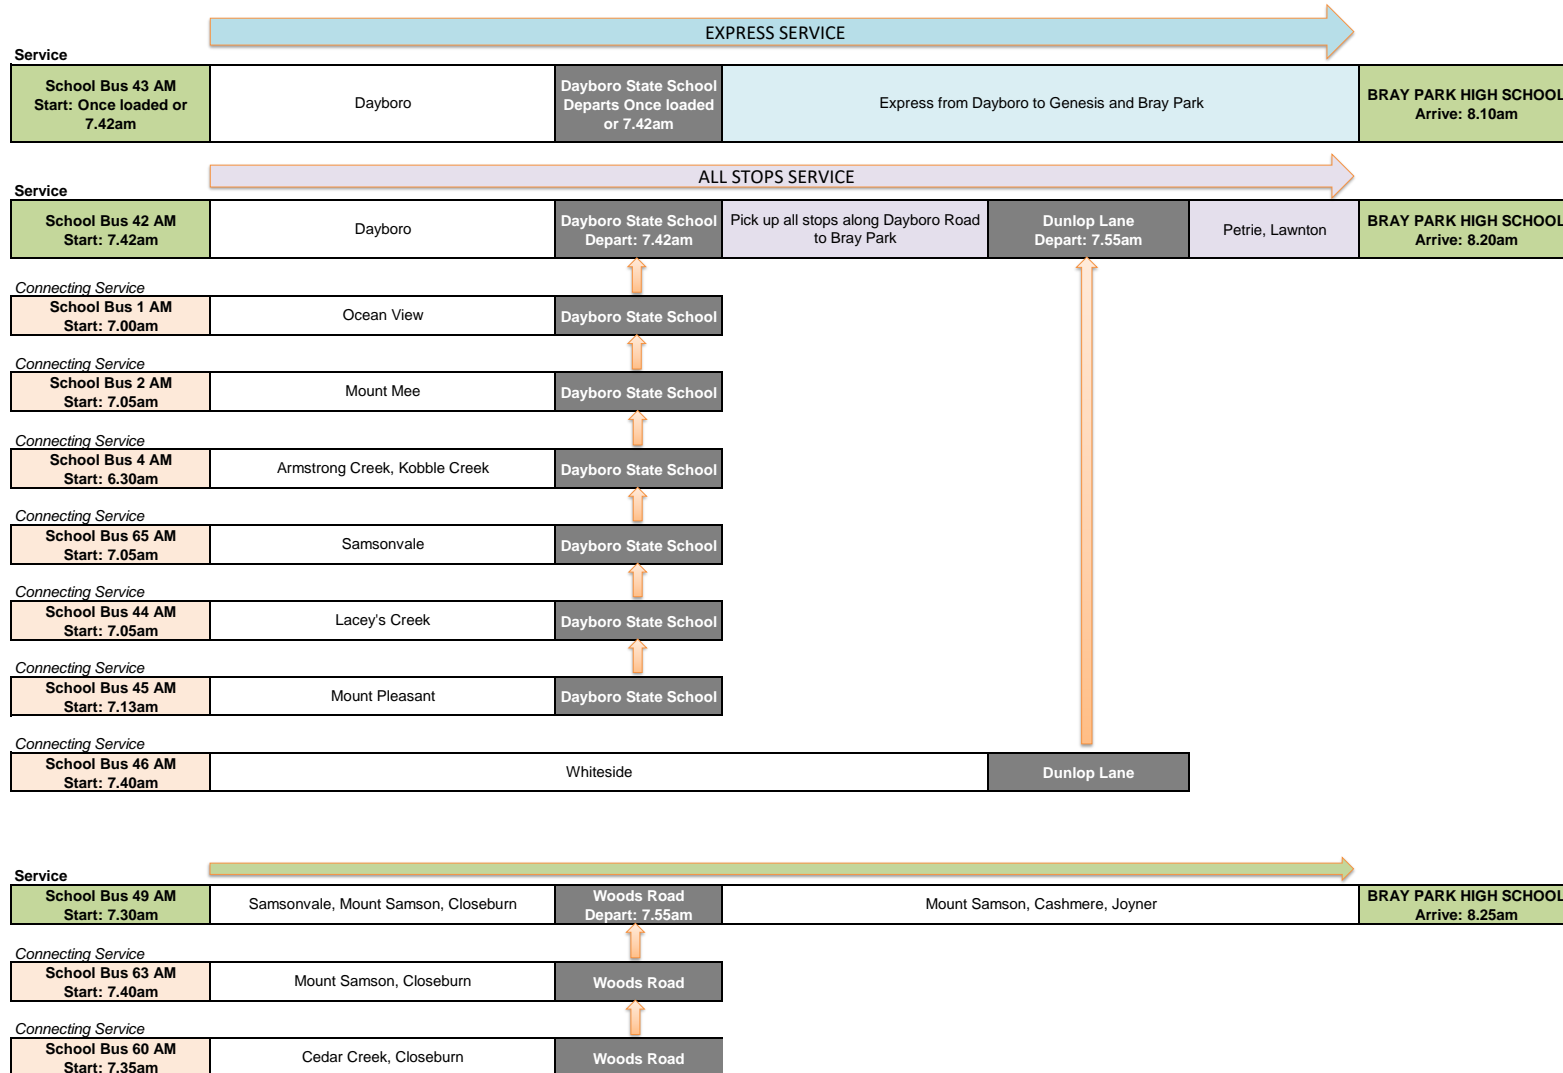 EXPRESS SERVICE
Service
School Bus 43 AM
Start: Once loaded or
7.42am
Dayboro
Dayboro State School
Departs Once loaded
or 7.42am
Express from Dayboro to Genesis and Bray Park
BRAY PARK HIGH SCHOOL
Arrive: 8.10am
ALL STOPS SERVICE
Service
School Bus 42 AM
Start: 7.42am
Dayboro
Dayboro State School
Depart: 7.42am
Pick up all stops along Dayboro Road
to Bray Park
Dunlop Lane
Depart: 7.55am
Petrie, Lawnton
BRAY PARK HIGH SCHOOL
Arrive: 8.20am
Connecting Service
School Bus 1 AM
Start: 7.00am
Ocean View
Dayboro State School
Connecting Service
School Bus 2 AM
Start: 7.05am
Mount Mee
Dayboro State School
Connecting Service
School Bus 4 AM
Start: 6.30am
Armstrong Creek, Kobble Creek
Dayboro State School
Connecting Service
School Bus 65 AM
Start: 7.05am
Samsonvale
Dayboro State School
Connecting Service
School Bus 44 AM
Start: 7.05am
Lacey's Creek
Dayboro State School
Connecting Service
School Bus 45 AM
Start: 7.13am
Mount Pleasant
Dayboro State School
Connecting Service
School Bus 46 AM
Start: 7.40am
Whiteside
Dunlop Lane
Service
School Bus 49 AM
Start: 7.30am
Samsonvale, Mount Samson, Closeburn
Woods Road
Depart: 7.55am
Mount Samson, Cashmere, Joyner
BRAY PARK HIGH SCHOOL
Arrive: 8.25am
Connecting Service
School Bus 63 AM
Start: 7.40am
Mount Samson, Closeburn
Woods Road
Connecting Service
School Bus 60 AM
Start: 7.35am
Cedar Creek, Closeburn
Woods Road